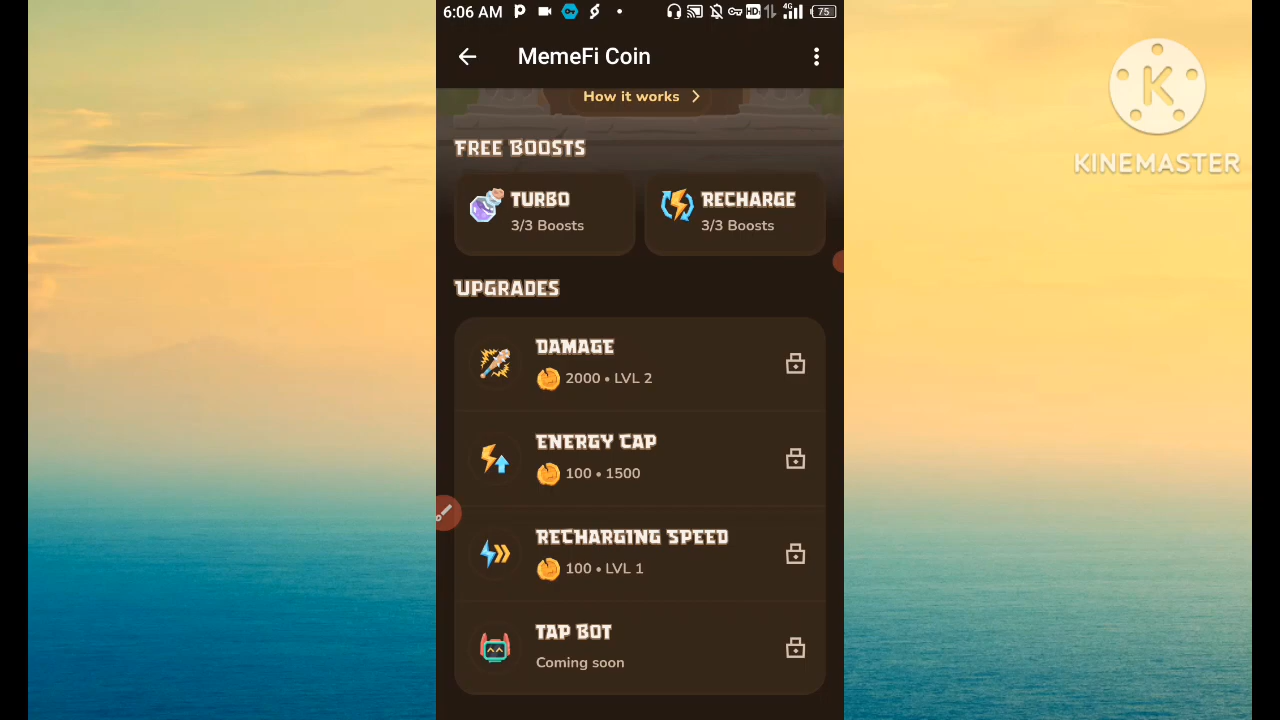 6:06 AM
HD
4G
75
MemeFi Coin
K
KINEMASTER
How it works
FREE BOOSTS
TURBO
3/3 Boosts
RECHARGE
3/3 Boosts
UPGRADES
DAMAGE
2000 • LVL 2
ENERGY CAP
100 • 1500
RECHARGING SPEED
100 • LVL 1
TAP BOT
Coming soon